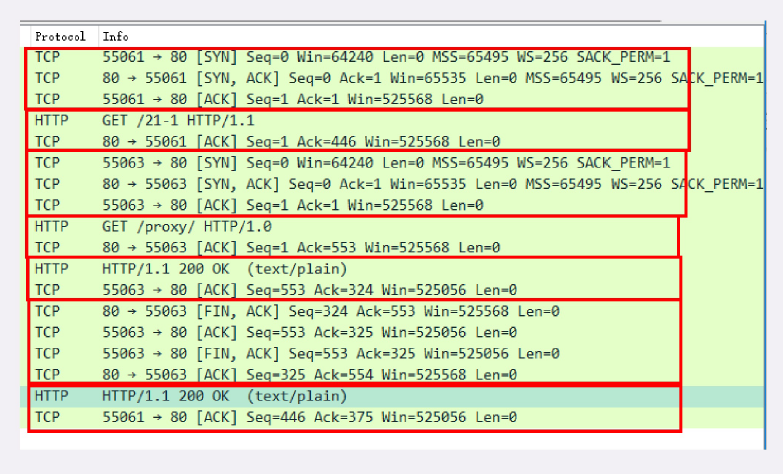 Protocol Info
TCP 55061 → 80 [SYN] Seq=0 Win=64240 Len=0 MSS=65495 WS=256 SACK_PERM=1
TCP 80 → 55061 [SYN, ACK] Seq=0 Ack=1 Win=65535 Len=0 MSS=65495 WS=256 SACK_PERM=1
TCP 55061 → 80 [ACK] Seq=1 Ack=1 Win=525568 Len=0
HTTP GET /21-1 HTTP/1.1
TCP 80 → 55061 [ACK] Seq=1 Ack=446 Win=525568 Len=0
TCP 55063 → 80 [SYN] Seq=0 Win=64240 Len=0 MSS=65495 WS=256 SACK_PERM=1
TCP 80 → 55063 [SYN, ACK] Seq=0 Ack=1 Win=65535 Len=0 MSS=65495 WS=256 SACK_PERM=1
TCP 55063 → 80 [ACK] Seq=1 Ack=1 Win=525568 Len=0
HTTP GET /proxy/ HTTP/1.0
TCP 80 → 55063 [ACK] Seq=1 Ack=553 Win=525568 Len=0
HTTP HTTP/1.1 200 OK (text/plain)
TCP 55063 → 80 [ACK] Seq=553 Ack=324 Win=525056 Len=0
TCP 80 → 55063 [FIN, ACK] Seq=324 Ack=553 Win=525568 Len=0
TCP 55063 → 80 [ACK] Seq=553 Ack=325 Win=525056 Len=0
TCP 55063 → 80 [FIN, ACK] Seq=553 Ack=325 Win=525056 Len=0
TCP 80 → 55063 [ACK] Seq=325 Ack=554 Win=525568 Len=0
HTTP HTTP/1.1 200 OK (text/plain)
TCP 55061 → 80 [ACK] Seq=446 Ack=375 Win=525056 Len=0